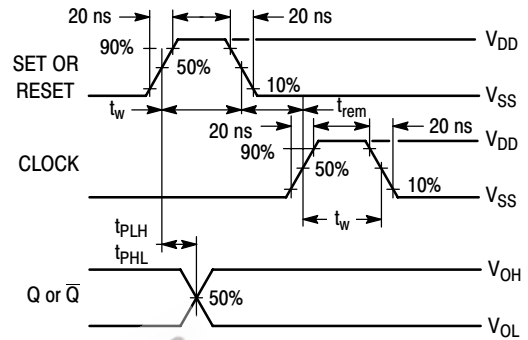 20 ns 20 ns
90% V_DD
SET OR 50%
RESET 10%
t_w t_rem V_SS
20 ns 20 ns
90% V_DD
CLOCK 50%
10%
t_w V_SS
t_PLH
t_PHL
V_OH
Q or Q̅ 50%
V_OL